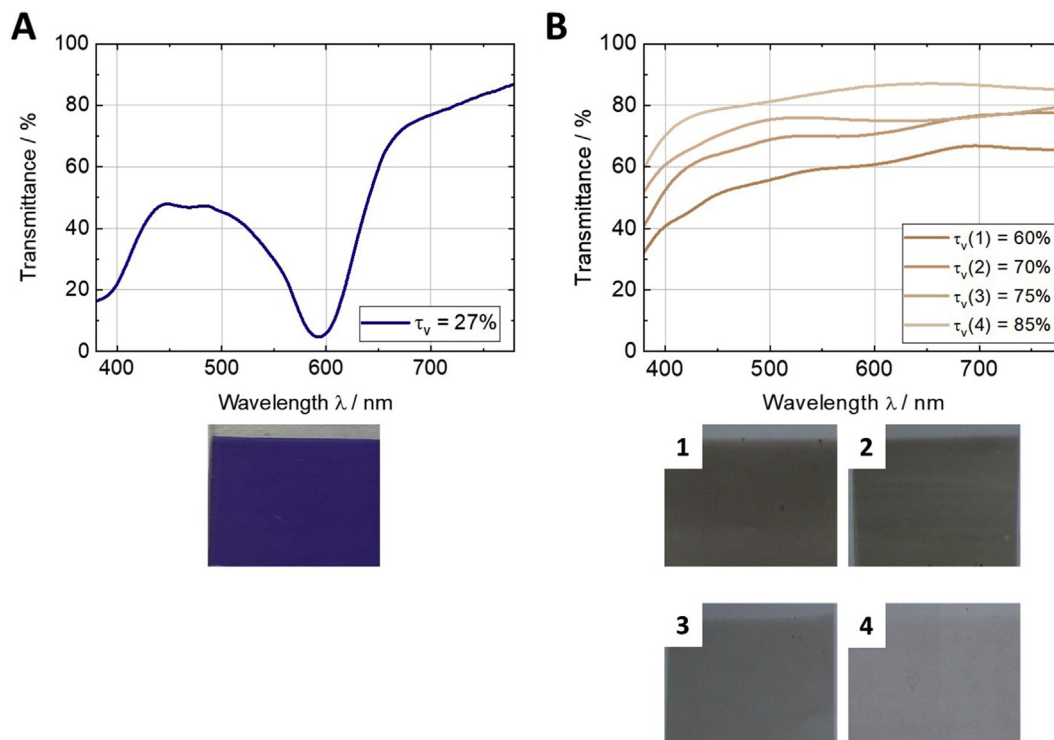 A
B
100
80
60
40
20
0
Transmittance / %
400 500 600 700
Wavelength λ / nm
τv = 27%
100
80
60
40
20
0
Transmittance / %
400 500 600 700
Wavelength λ / nm
τv(1) = 60%
τv(2) = 70%
τv(3) = 75%
τv(4) = 85%
1
2
3
4